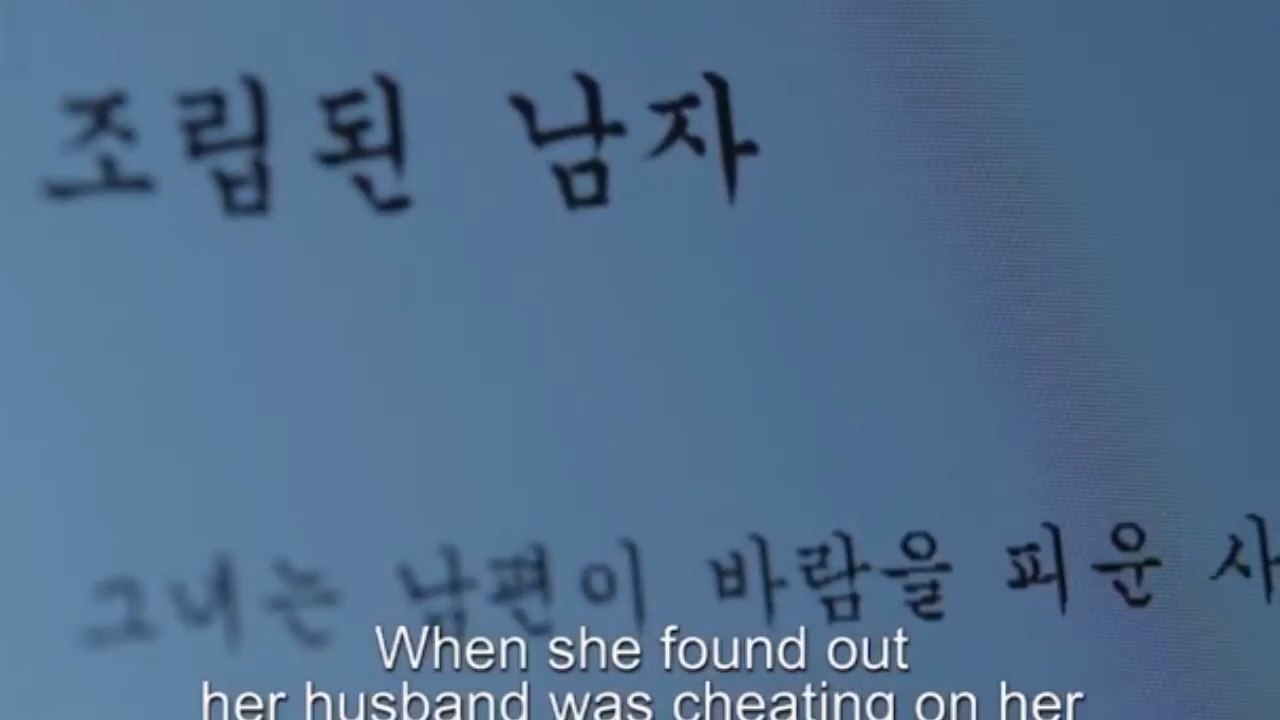 조립된 남자
그녀는 남편이 바람을 피운 사
When she found out
her husband was cheating on her